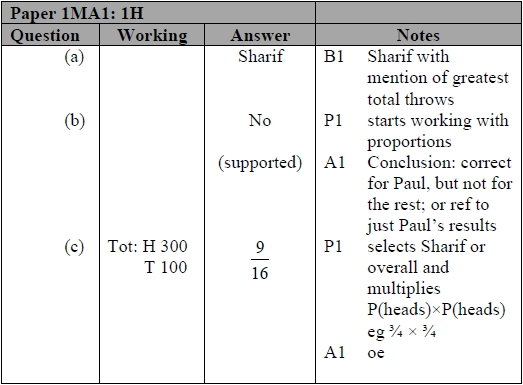 Paper 1MA1: 1H
Question Working Answer Notes
(a) Sharif B1 Sharif with
mention of greatest
total throws
(b) No P1 starts working with
proportions
(supported) A1 Conclusion: correct
for Paul, but not for
the rest; or ref to
just Paul's results
(c) Tot: H 300 9/16 P1 selects Sharif or
T 100 overall and
multiplies
P(heads)×P(heads)
eg ¾ × ¾
A1 oe